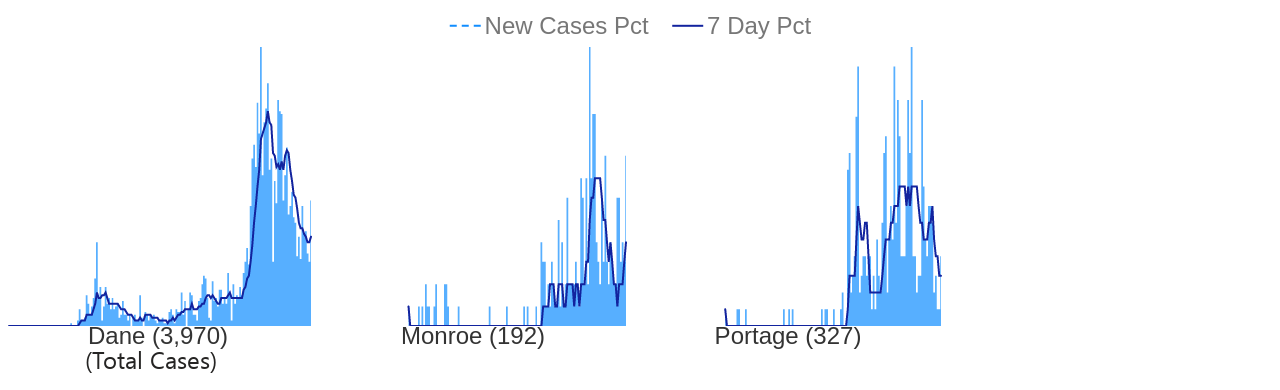 New Cases Pct 7 Day Pct
Dane (3,970) Monroe (192) Portage (327)
(Total Cases)